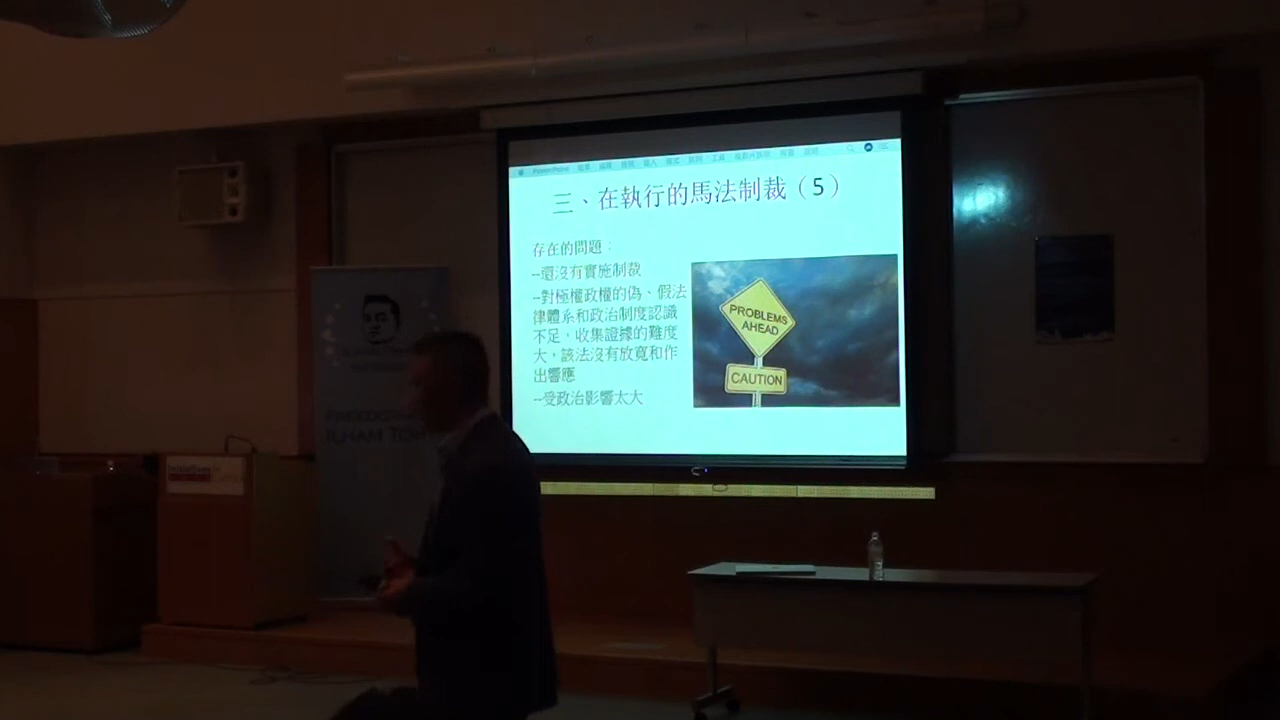 PowerPoint
三、在執行的馬法制裁（5）
存在的問題：
--還沒有實施制裁
--對極權政權的偽、假法
律體系和政治制度認識
不足，收集證據的難度
大，該法沒有放寬和作
出響應
--受政治影響太大
PROBLEMS
AHEAD
CAUTION
ILHAM